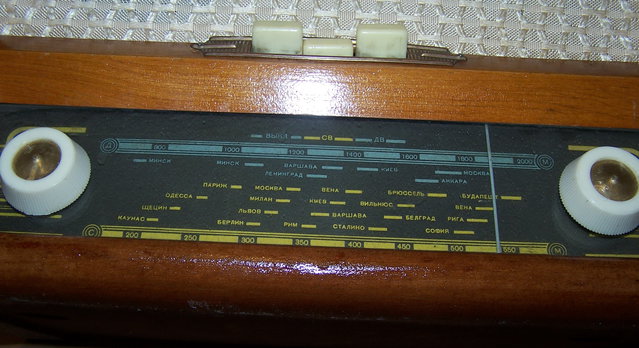 ВЫКЛ СВ ДВ
Д 800 1000 1200 1400 1600 1800 2000 М
МИНСК МИНСК ВАРШАВА КИЕВ МОСКВА
ЛЕНИНГРАД АНКАРА
ПАРИЖ МОСКВА ВЕНА БРЮССЕЛЬ БУДАПЕШТ
ОДЕССА МИЛАН КИЕВ ВИЛЬНЮС ВЕНА
ЩЕЦИН ЛЬВОВ ВАРШАВА БЕЛГРАД РИГА
КАУНАС БЕРЛИН РИМ СТАЛИНО СОФИЯ
С 200 250 300 350 400 450 500 550 М